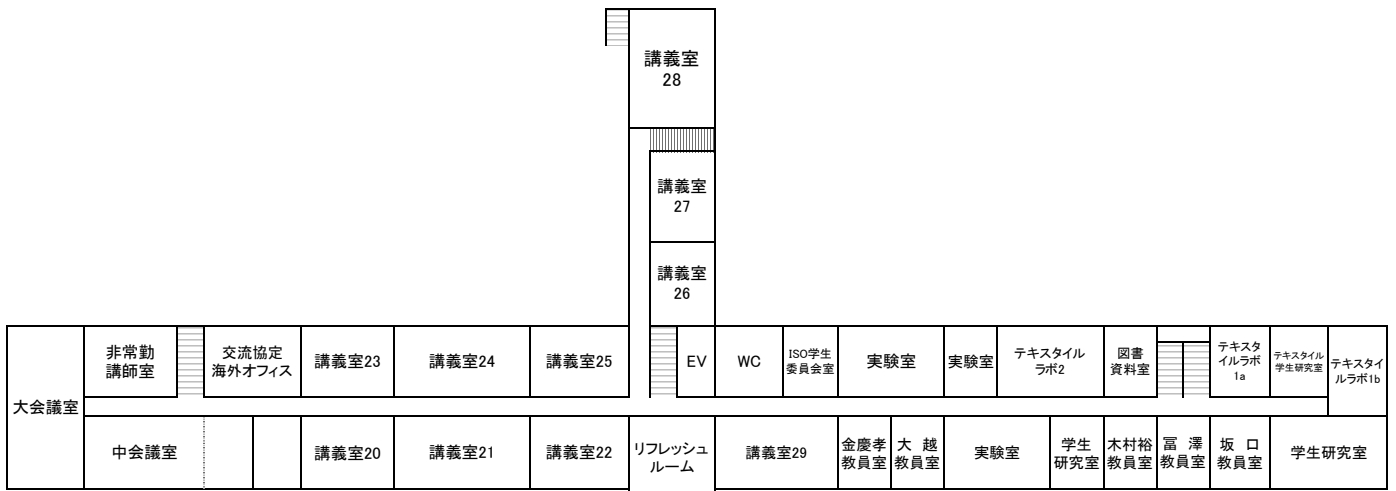 講義室
28
講義室
27
講義室
26
大会議室
非常勤
講師室
交流協定
海外オフィス
講義室23
講義室24
講義室25
EV
WC
ISO学生
委員会室
実験室
実験室
テキスタイル
ラボ2
図書
資料室
テキスタ
イルラボ
1a
テキスタイル
学生研究室
テキスタイ
ルラボ1b
中会議室
講義室20
講義室21
講義室22
リフレッシュ
ルーム
講義室29
金慶孝
教員室
大 越
教員室
実験室
学生
研究室
木村裕
教員室
冨 澤
教員室
坂 口
教員室
学生研究室